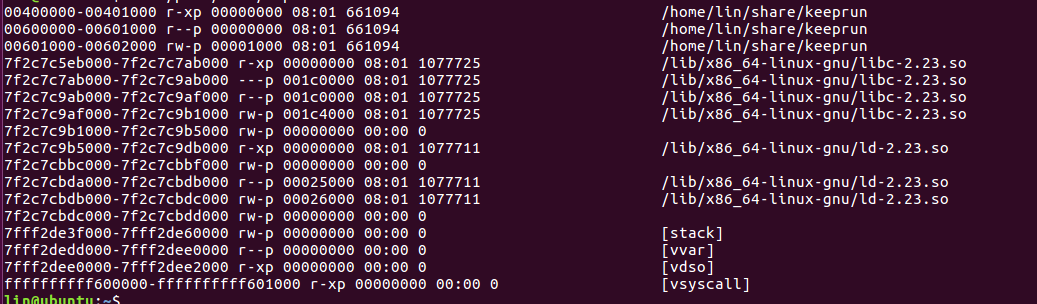 00400000-00401000 r-xp 00000000 08:01 661094 /home/lin/share/keeprun
00600000-00601000 r--p 00000000 08:01 661094 /home/lin/share/keeprun
00601000-00602000 rw-p 00001000 08:01 661094 /home/lin/share/keeprun
7f2c7c5eb000-7f2c7c7ab000 r-xp 00000000 08:01 1077725 /lib/x86_64-linux-gnu/libc-2.23.so
7f2c7c7ab000-7f2c7c9ab000 ---p 001c0000 08:01 1077725 /lib/x86_64-linux-gnu/libc-2.23.so
7f2c7c9ab000-7f2c7c9af000 r--p 001c0000 08:01 1077725 /lib/x86_64-linux-gnu/libc-2.23.so
7f2c7c9af000-7f2c7c9b1000 rw-p 001c4000 08:01 1077725 /lib/x86_64-linux-gnu/libc-2.23.so
7f2c7c9b1000-7f2c7c9b5000 rw-p 00000000 00:00 0
7f2c7c9b5000-7f2c7c9db000 r-xp 00000000 08:01 1077711 /lib/x86_64-linux-gnu/ld-2.23.so
7f2c7cbbc000-7f2c7cbbf000 rw-p 00000000 00:00 0
7f2c7cbda000-7f2c7cbdb000 r--p 00025000 08:01 1077711 /lib/x86_64-linux-gnu/ld-2.23.so
7f2c7cbdb000-7f2c7cbdc000 rw-p 00026000 08:01 1077711 /lib/x86_64-linux-gnu/ld-2.23.so
7f2c7cbdc000-7f2c7cbdd000 rw-p 00000000 00:00 0
7fff2de3f000-7fff2de60000 rw-p 00000000 00:00 0 [stack]
7fff2dedd000-7fff2dee0000 r--p 00000000 00:00 0 [vvar]
7fff2dee0000-7fff2dee2000 r-xp 00000000 00:00 0 [vdso]
ffffffffff600000-ffffffffff601000 r-xp 00000000 00:00 0 [vsyscall]
lin@ubuntu:~$